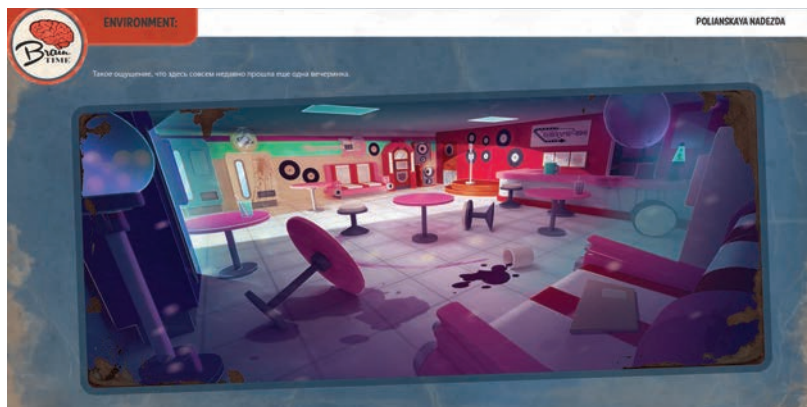 ENVIRONMENT:
POLIANSKAYA NADEZDA
Brain
TIME
Такое ощущение, что здесь совсем недавно прошла еще одна вечеринка.